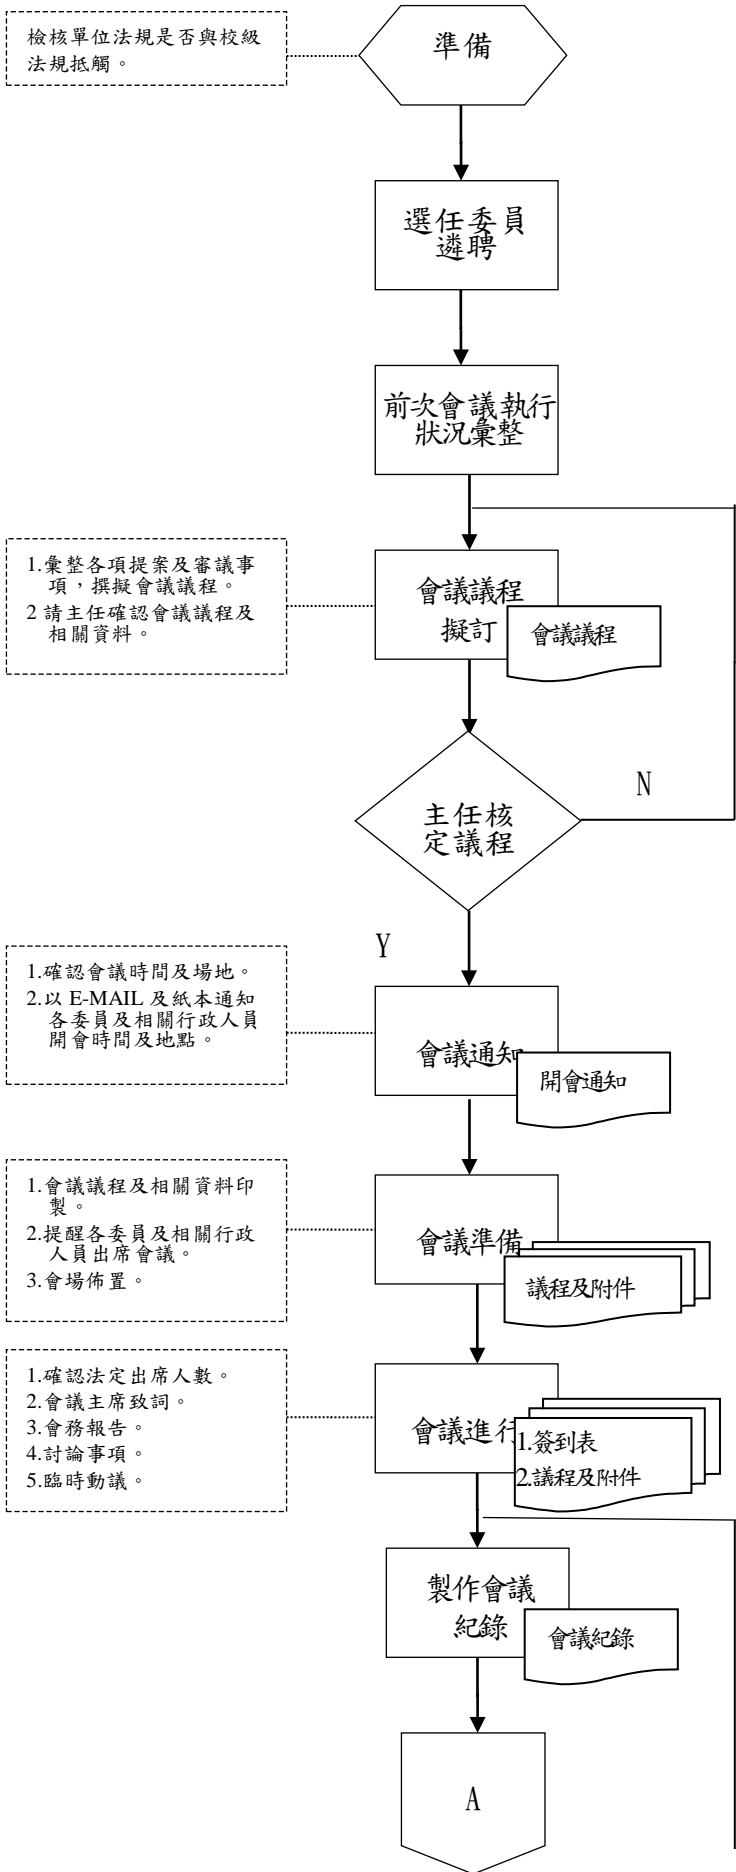 檢核單位法規是否與校級
法規抵觸。
準備
選任委員
遴聘
前次會議執行
狀況彙整
1.彙整各項提案及審議事
項，撰擬會議議程。
2 請主任確認會議議程及
相關資料。
會議議程
擬訂
會議議程
N
主任核
定議程
Y
1.確認會議時間及場地。
2.以 E-MAIL 及紙本通知
各委員及相關行政人員
開會時間及地點。
會議通知
開會通知
1.會議議程及相關資料印
製。
2.提醒各委員及相關行政
人員出席會議。
3.會場佈置。
會議準備
議程及附件
1.確認法定出席人數。
2.會議主席致詞。
3.會務報告。
4.討論事項。
5.臨時動議。
會議進行
1.簽到表
2.議程及附件
製作會議
紀錄
會議紀錄
A